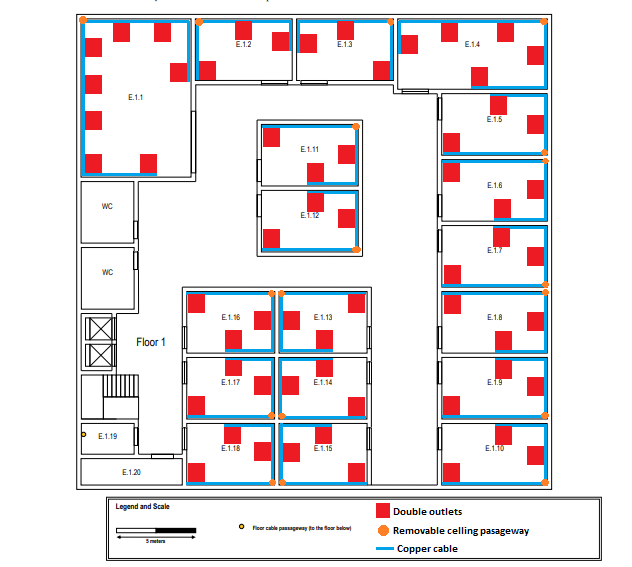 E.1.2
E.1.3
E.1.4
E.1.1
E.1.5
E.1.11
E.1.6
WC
E.1.12
E.1.7
WC
E.1.16
E.1.13
E.1.8
Floor 1
E.1.17
E.1.14
E.1.9
E.1.19
E.1.18
E.1.15
E.1.10
E.1.20
Legend and Scale
5 meters
Floor cable passageway (to the floor below)
Double outlets
Removable celling pasageway
Copper cable